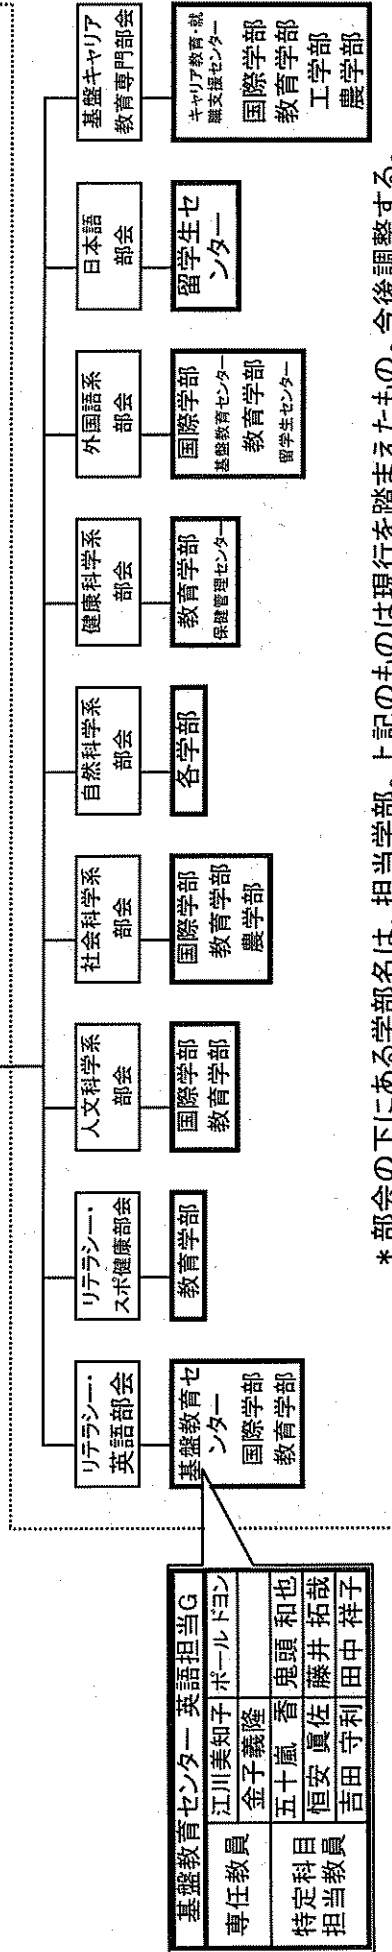 リテラシー・
英語部会
基盤教育セ
ンター
国際学部
教育学部
リテラシー・
スポ健康部会
教育学部
人文科学系
部会
国際学部
教育学部
社会科学系
部会
国際学部
教育学部
農学部
自然科学系
部会
各学部
健康科学系
部会
教育学部
保健管理センター
外国語系
部会
国際学部
基盤教育センター
教育学部
留学生センター
日本語
部会
留学生セ
ンター
基盤キャリア
教育専門部会
キャリア教育・就
職支援センター
国際学部
教育学部
工学部
農学部
基盤教育センター 英語担当G
専任教員 江川美知子 ポールドヨン
金子義隆
特定科目
担当教員
五十嵐 香 鬼頭 和也
恒安 眞佐 藤井 拓哉
吉田 守利 田中 祥子
*部会の下にある学部名は、担当学部。上記のものは現行を踏まえたもの。今後調整する。